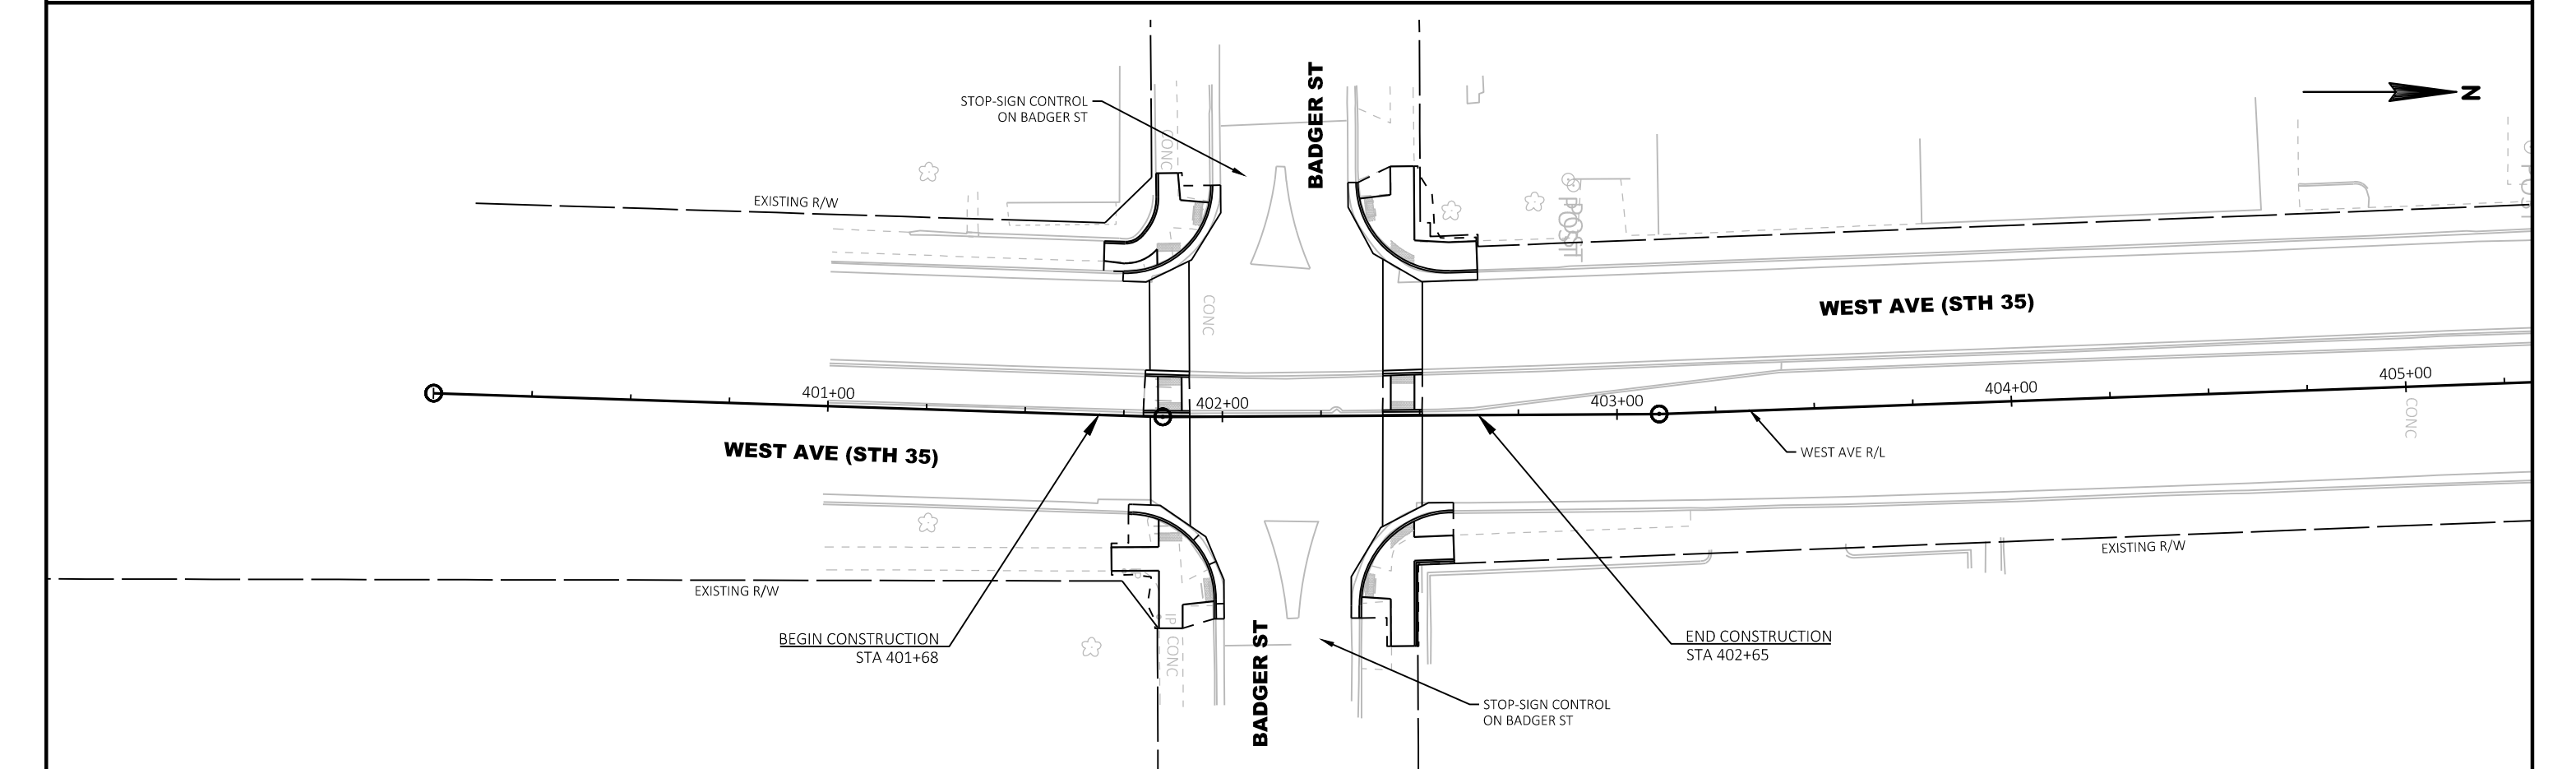 STOP-SIGN CONTROL
ON BADGER ST
BADGER ST
N
CONC
EXISTING R/W
POST
CONC
WEST AVE (STH 35)
401+00
402+00
403+00
404+00
405+00
CONC
WEST AVE (STH 35)
WEST AVE R/L
EXISTING R/W
EXISTING R/W
IP
IP
BEGIN CONSTRUCTION
STA 401+68
CONC
BADGER ST
END CONSTRUCTION
STA 402+65
STOP-SIGN CONTROL
ON BADGER ST